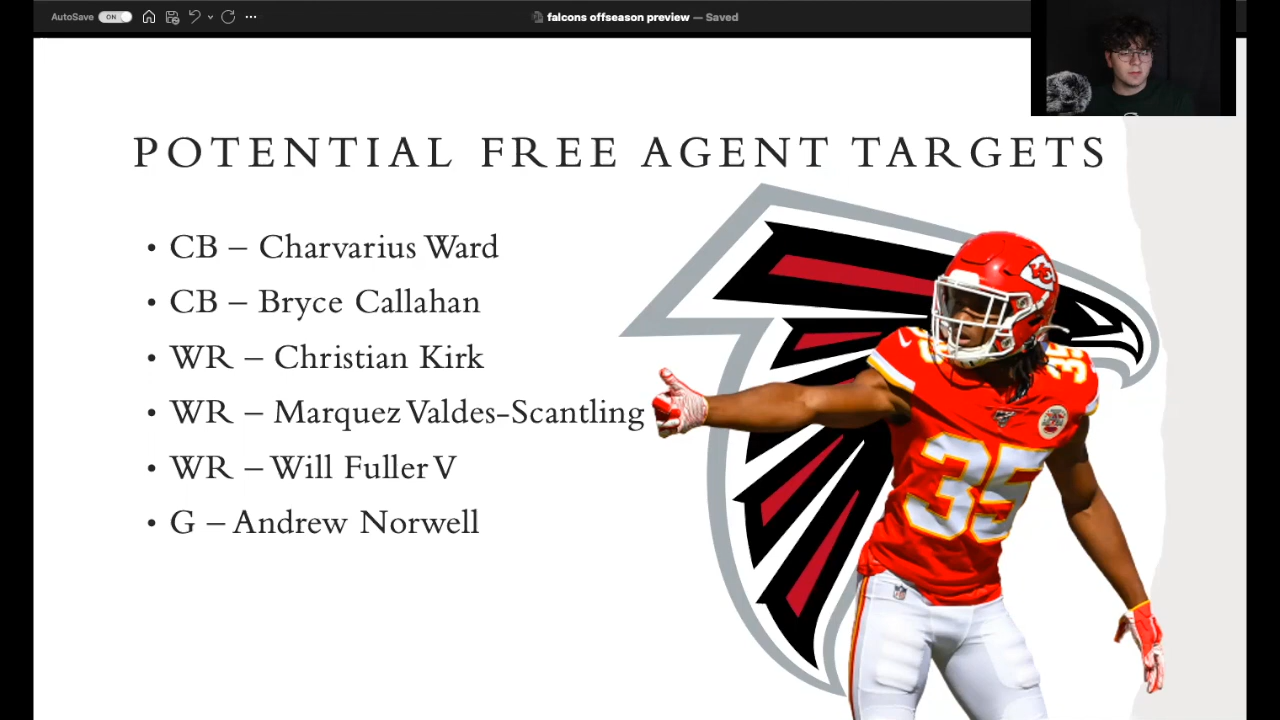 AutoSave ON falcons offseason preview — Saved
POTENTIAL FREE AGENT TARGETS
• CB – Charvarius Ward
• CB – Bryce Callahan
• WR – Christian Kirk
• WR – Marquez Valdes-Scantling
• WR – Will Fuller V
• G – Andrew Norwell
KC
35
35